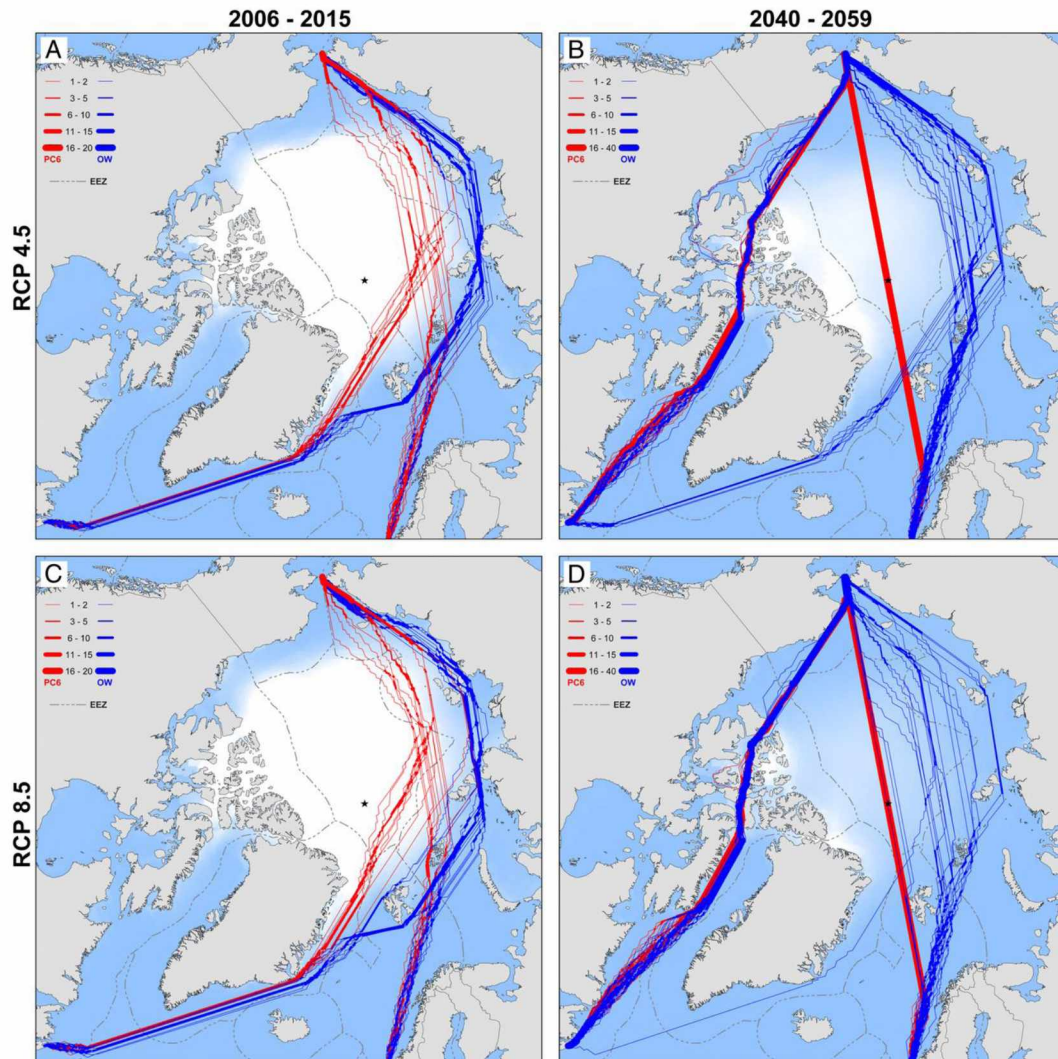 2006 - 2015
2040 - 2059
RCP 4.5
A
1 - 2
3 - 5
6 - 10
11 - 15
16 - 20
PC6 OW
EEZ
B
1 - 2
3 - 5
6 - 10
11 - 15
16 - 40
PC6 OW
EEZ
RCP 8.5
C
1 - 2
3 - 5
6 - 10
11 - 15
16 - 20
PC6 OW
EEZ
D
1 - 2
3 - 5
6 - 10
11 - 15
16 - 40
PC6 OW
EEZ